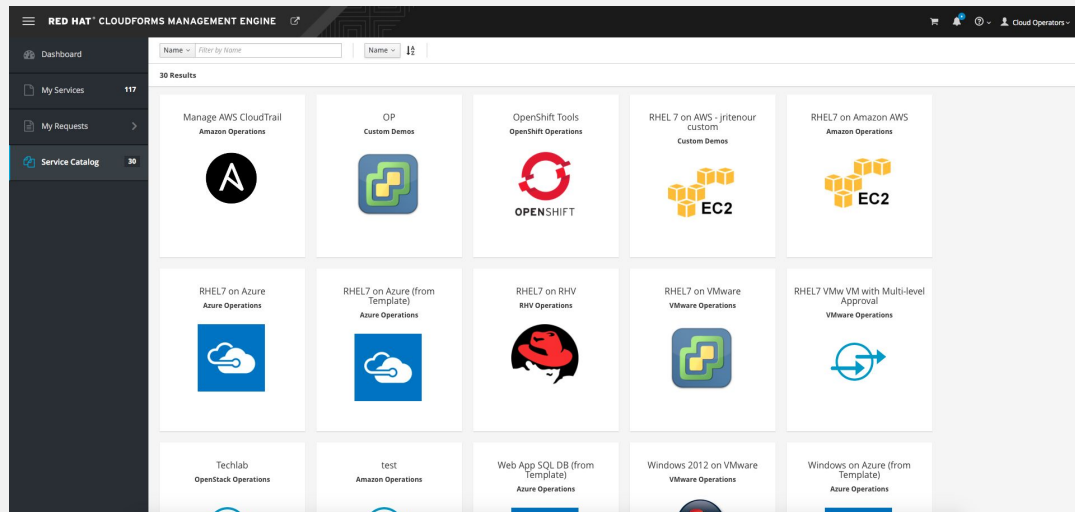 RED HAT® CLOUDFORMS MANAGEMENT ENGINE
Cloud Operators
Dashboard
My Services 117
My Requests
Service Catalog 30
Name Filter by Name Name
30 Results
Manage AWS CloudTrail
Amazon Operations
OP
Custom Demos
OpenShift Tools
OpenShift Operations
OPENSHIFT
RHEL 7 on AWS - jritenour
custom
Custom Demos
EC2
RHEL7 on Amazon AWS
Amazon Operations
EC2
RHEL7 on Azure
Azure Operations
RHEL7 on Azure (from
Template)
Azure Operations
RHEL7 on RHV
RHV Operations
RHEL7 on VMware
VMware Operations
RHEL7 VMw VM with Multi-level
Approval
VMware Operations
Techlab
OpenStack Operations
test
Amazon Operations
Web App SQL DB (from
Template)
Azure Operations
Windows 2012 on VMware
VMware Operations
Windows on Azure (from
Template)
Azure Operations